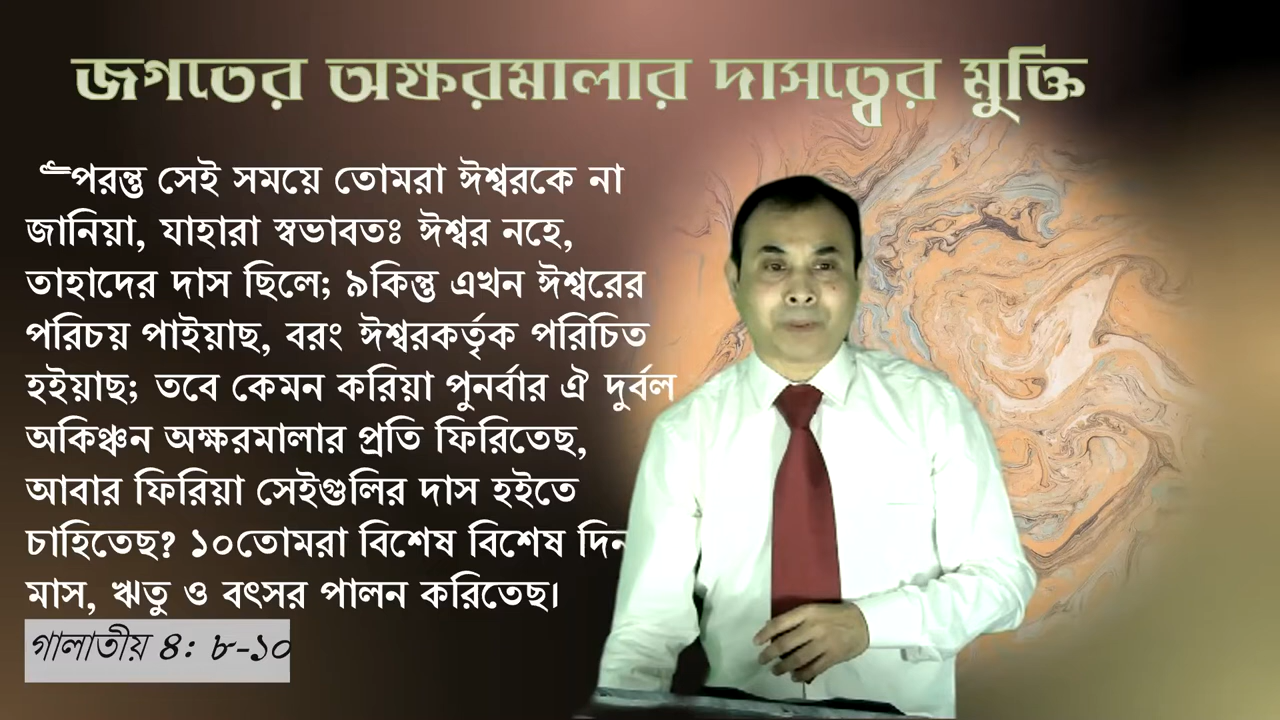 জগতের অক্ষরমালার দাসত্বের মুক্তি
“পরন্তু সেই সময়ে তোমরা ঈশ্বরকে না
জানিয়া, যাহারা স্বভাবতঃ ঈশ্বর নহে,
তাহাদের দাস ছিলে; ৯কিন্তু এখন ঈশ্বরের
পরিচয় পাইয়াছ, বরং ঈশ্বরকর্তৃক পরিচিত
হইয়াছ; তবে কেমন করিয়া পুনর্বার ঐ দুর্বল
অকিঞ্চন অক্ষরমালার প্রতি ফিরিতেছ,
আবার ফিরিয়া সেইগুলির দাস হইতে
চাহিতেছ? ১০তোমরা বিশেষ বিশেষ দিন
মাস, ঋতু ও বৎসর পালন করিতেছ।
গালাতীয় ৪: ৮-১০